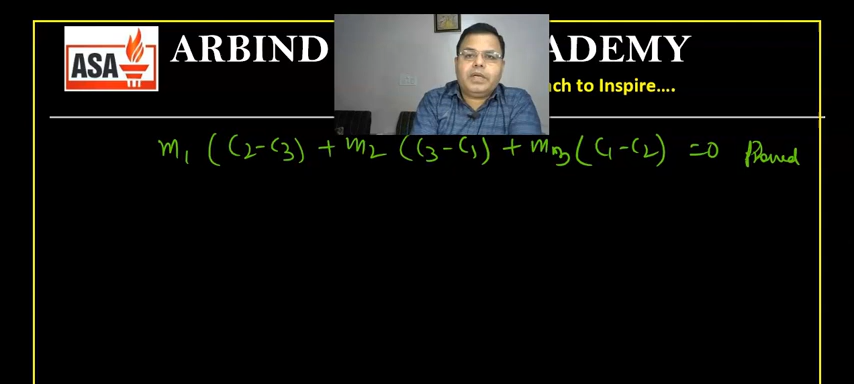 ASA
ARBIND ADEMY
ch to Inspire....
m₁ (C₂-C₃) + m₂ (C₃-C₁) + m₃ (C₁-C₂) =0 Proved